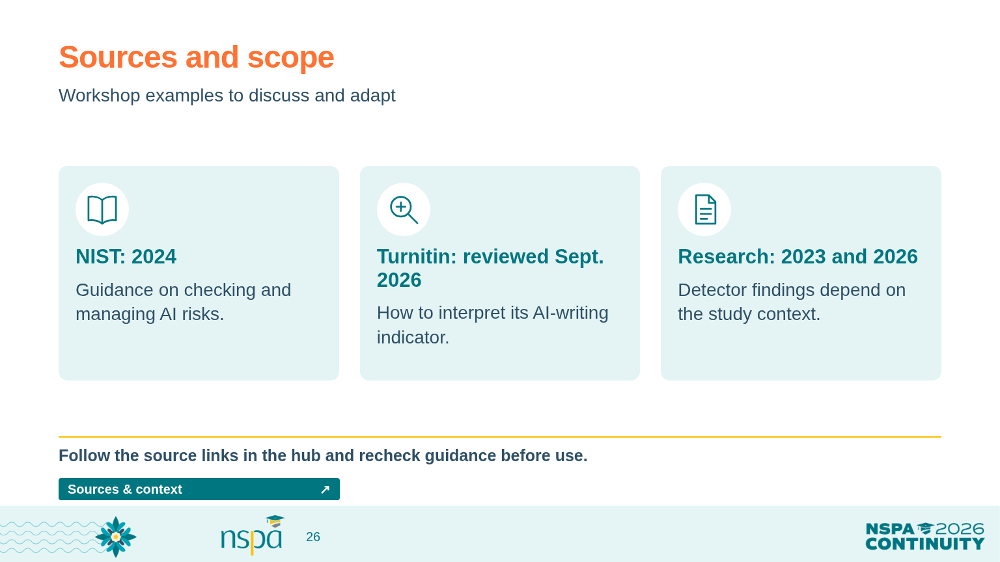 Sources and scope
Workshop examples to discuss and adapt
NIST: 2024
Guidance on checking and
managing AI risks.
Turnitin: reviewed Sept.
2026
How to interpret its AI-writing
indicator.
Research: 2023 and 2026
Detector findings depend on
the study context.
Follow the source links in the hub and recheck guidance before use.
Sources & context ↗
nspa
26
NSPA 2026
CONTINUITY